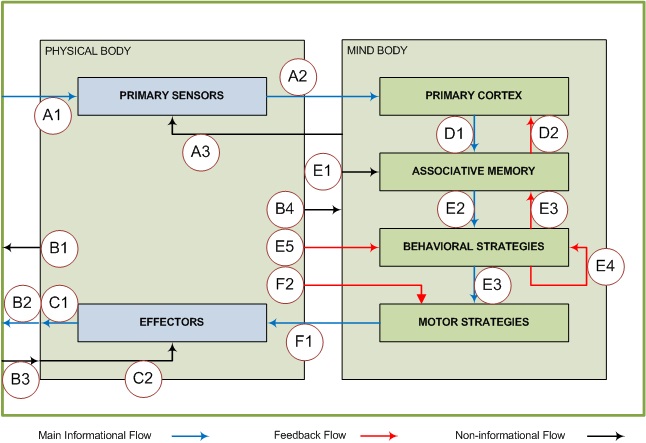 PHYSICAL BODY
MIND BODY
PRIMARY SENSORS
A2
PRIMARY CORTEX
A1
D1
D2
A3
E1
ASSOCIATIVE MEMORY
B4
E2
E3
B1
E5
BEHAVIORAL STRATEGIES
E4
F2
E3
B2
C1
EFFECTORS
MOTOR STRATEGIES
F1
B3
C2
Main Informational Flow
Feedback Flow
Non-informational Flow